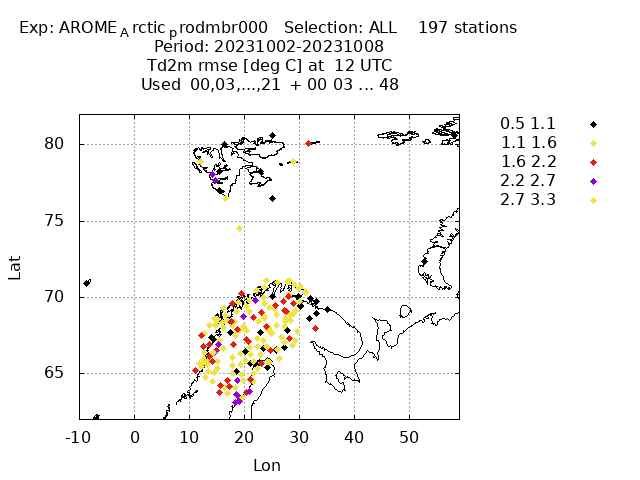 Exp: AROME_Arctic_prodmbr000 Selection: ALL 197 stations
Period: 20231002-20231008
Td2m rmse [deg C] at 12 UTC
Used 00,03,...,21 + 00 03 ... 48
0.5 1.1
1.1 1.6
1.6 2.2
2.2 2.7
2.7 3.3
80
75
70
65
Lat
-10 0 10 20 30 40 50
Lon